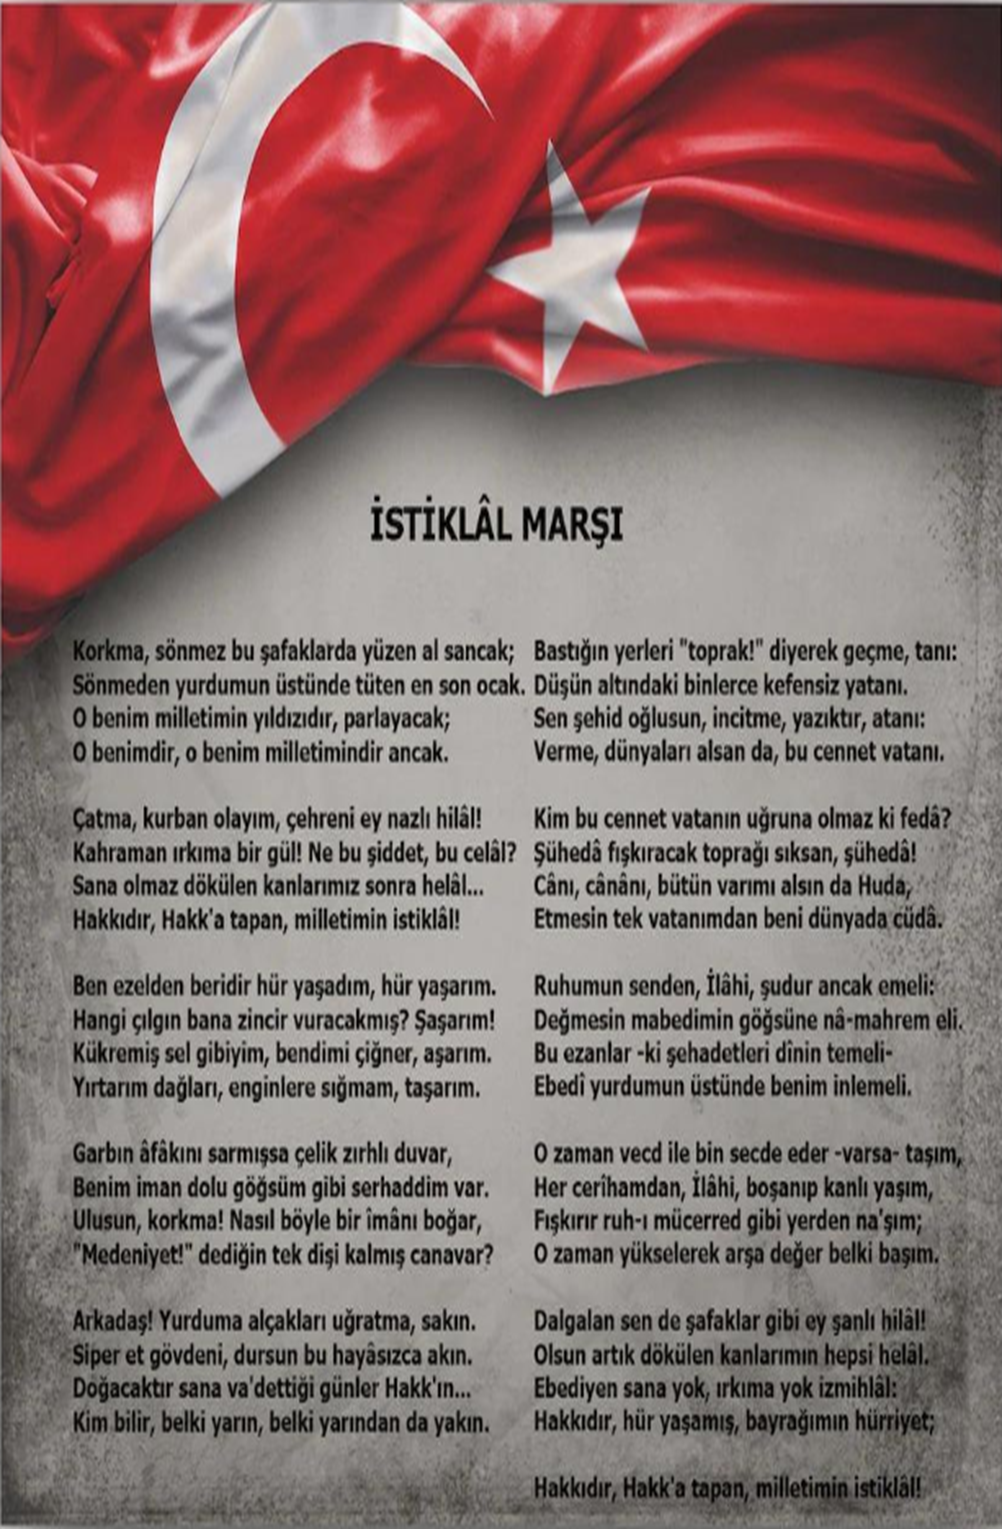 İSTİKLÂL MARŞI
Korkma, sönmez bu şafaklarda yüzen al sancak;
Sönmeden yurdumun üstünde tüten en son ocak.
O benim milletimin yıldızıdır, parlayacak;
O benimdir, o benim milletimindir ancak.
Çatma, kurban olayım, çehreni ey nazlı hilâl!
Kahraman ırkıma bir gül! Ne bu şiddet, bu celâl?
Sana olmaz dökülen kanlarımız sonra helâl...
Hakkıdır, Hakk'a tapan, milletimin istiklâl!
Ben ezelden beridir hür yaşadım, hür yaşarım.
Hangi çılgın bana zincir vuracakmış? Şaşarım!
Kükremiş sel gibiyim, bendimi çiğner, aşarım.
Yırtarım dağları, enginlere sığmam, taşarım.
Garbın âfâkını sarmışsa çelik zırhlı duvar,
Benim iman dolu göğsüm gibi serhaddim var.
Ulusun, korkma! Nasıl böyle bir îmânı boğar,
"Medeniyet!" dediğin tek dişi kalmış canavar?
Arkadaş! Yurduma alçakları uğratma, sakın.
Siper et gövdeni, dursun bu hayâsızca akın.
Doğacaktır sana va'dettiği günler Hakk'ın...
Kim bilir, belki yarın, belki yarından da yakın.
Bastığın yerleri "toprak!" diyerek geçme, tanı:
Düşün altındaki binlerce kefensiz yatanı.
Sen şehid oğlusun, incitme, yazıktır, atanı:
Verme, dünyaları alsan da, bu cennet vatanı.
Kim bu cennet vatanın uğruna olmaz ki fedâ?
Şühedâ fışkıracak toprağı sıksan, şühedâ!
Cânı, cânânı, bütün varımı alsın da Huda,
Etmesin tek vatanımdan beni dünyada cüdâ.
Ruhumun senden, İlâhi, şudur ancak emeli:
Değmesin mabedimin göğsüne nâ-mahrem eli.
Bu ezanlar -ki şehadetleri dînin temeli-
Ebedî yurdumun üstünde benim inlemeli.
O zaman vecd ile bin secde eder -varsa- taşım,
Her cerîhamdan, İlâhi, boşanıp kanlı yaşım,
Fışkırır ruh-ı mücerred gibi yerden na'şım;
O zaman yükselerek arşa değer belki başım.
Dalgalan sen de şafaklar gibi ey şanlı hilâl!
Olsun artık dökülen kanlarımın hepsi helâl.
Ebediyen sana yok, ırkıma yok izmihlâl:
Hakkıdır, hür yaşamış, bayrağımın hürriyet;
Hakkıdır, Hakk'a tapan, milletimin istiklâl!